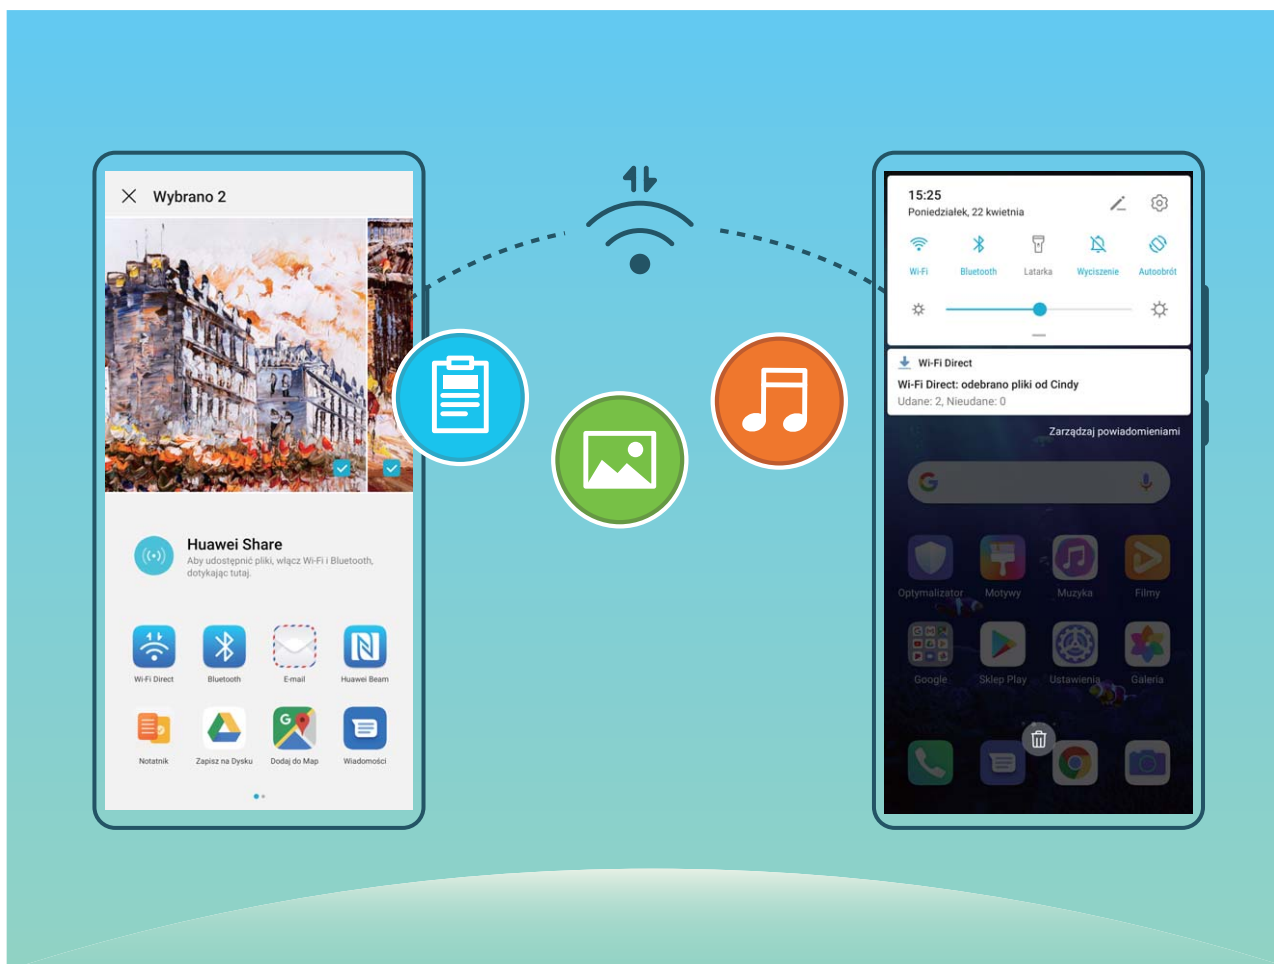 Wybrano 2
Huawei Share
Aby udostępnić pliki, włącz Wi-Fi i Bluetooth,
dotykając tutaj.
Wi-Fi Direct Bluetooth E-mail Huawei Beam
Notatnik Zapisz na Dysku Dodaj do Map Wiadomości
15:25
Poniedziałek, 22 kwietnia
Wi-Fi Bluetooth Latarka Wyciszenie Autoobrót
Wi-Fi Direct
Wi-Fi Direct: odebrano pliki od Cindy
Udane: 2, Nieudane: 0
Zarządzaj powiadomieniami
Optymalizator Motywy Muzyka Filmy
Google Sklep Play Ustawienia Galeria